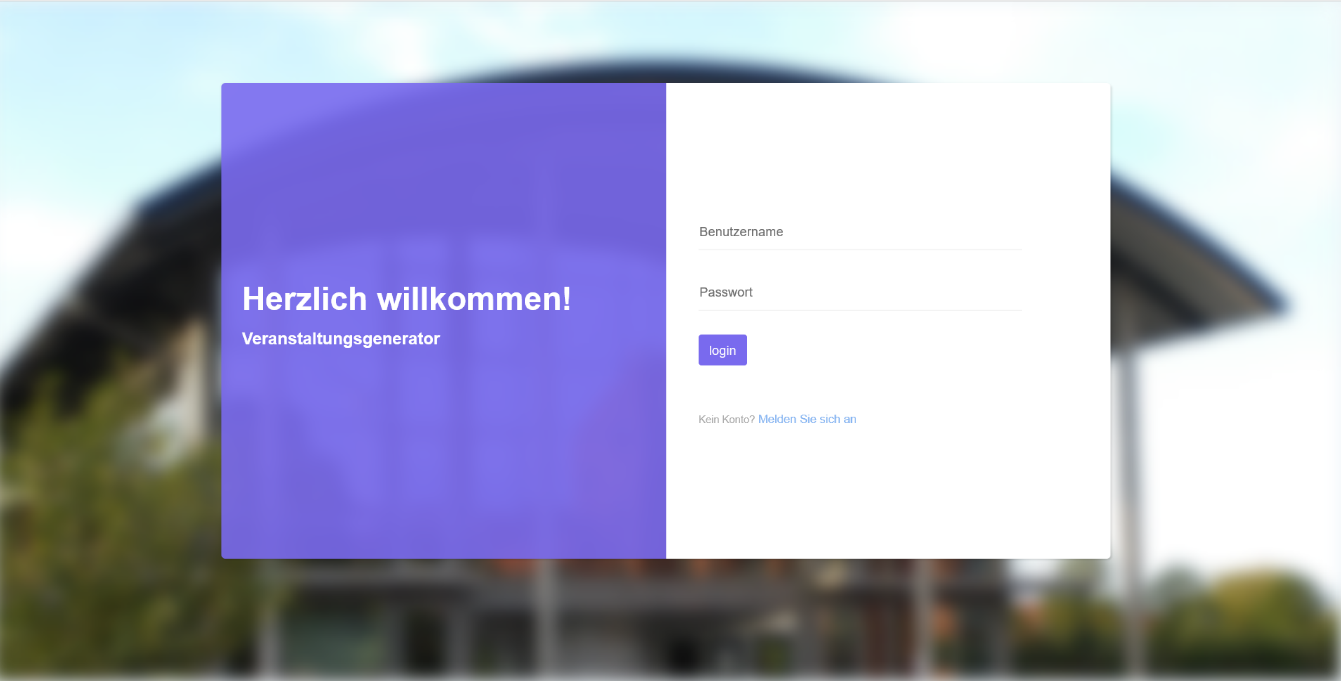 Herzlich willkommen!
Veranstaltungsgenerator
Benutzername
Passwort
login
Kein Konto? Melden Sie sich an